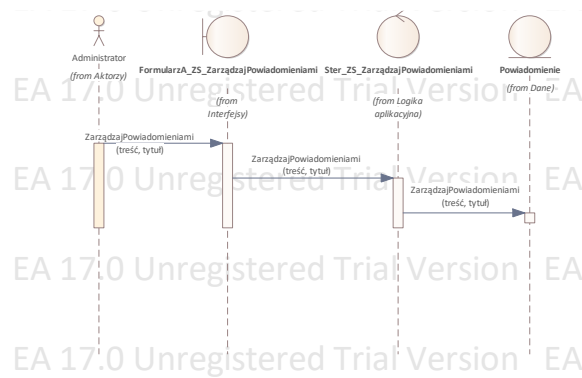 Administrator
(from Aktorzy)
FormularzA_ZS_ZarządzajPowiadomieniami
(from
Interfejsy)
Ster_ZS_ZarządzajPowiadomieniami
(from Logika
aplikacyjna)
Powiadomienie
(from Dane)
EA 17.0 Unregistered Trial Version EA
ZarządzajPowiadomieniami
(treść, tytuł)
ZarządzajPowiadomieniami
(treść, tytuł)
EA 17.0 Unregistered Trial Version EA
ZarządzajPowiadomieniami
(treść, tytuł)
EA 17.0 Unregistered Trial Version EA
EA 17.0 Unregistered Trial Version EA